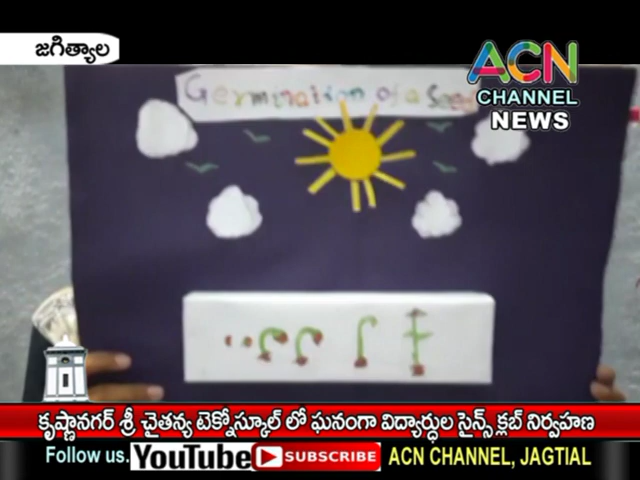 జగిత్యాల
ACN
CHANNEL
NEWS
Germination of a Seed
కృష్ణానగర్ శ్రీ చైతన్య టెక్నోస్కూల్ లో ఘనంగా విద్యార్ధుల సైన్స్ క్లబ్ నిర్వహణ
Follow us. YouTube SUBSCRIBE ACN CHANNEL, JAGTIAL